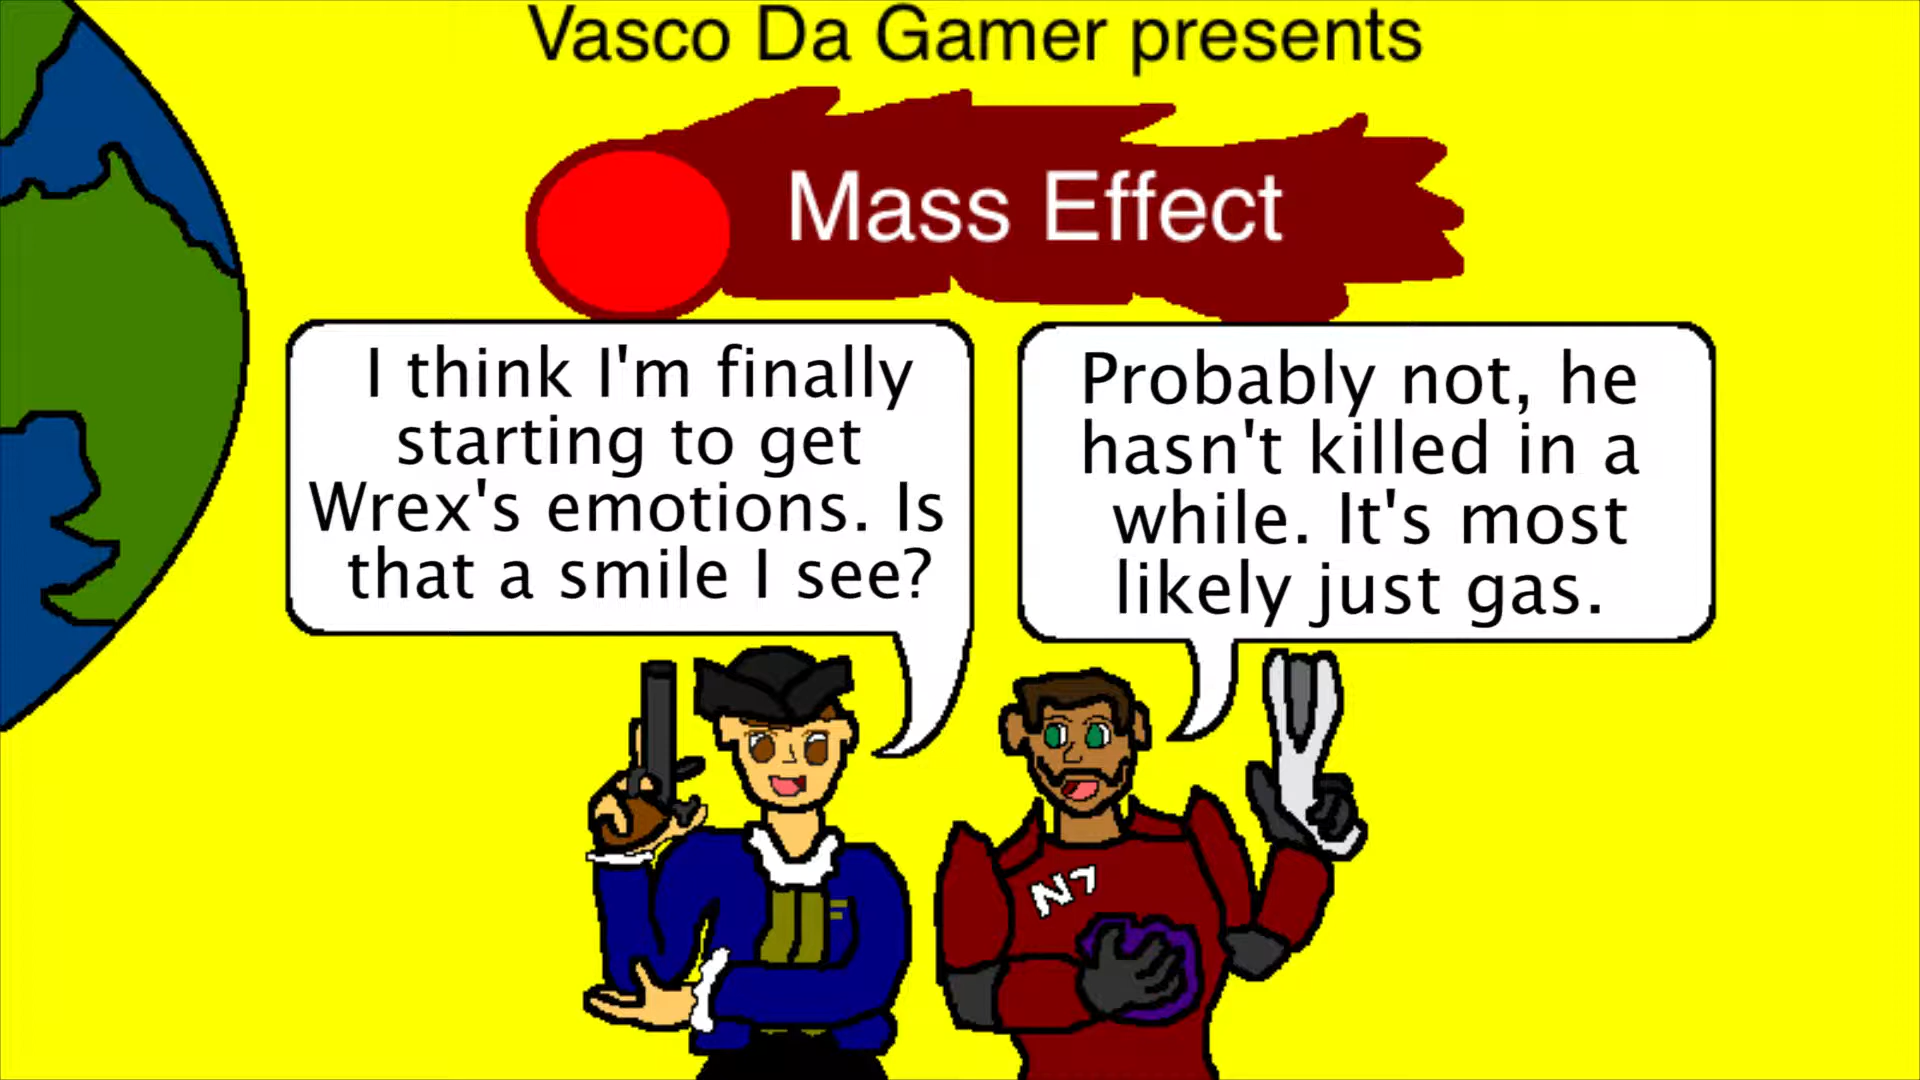 Vasco Da Gamer presents
Mass Effect
I think I'm finally
starting to get
Wrex's emotions. Is
that a smile I see?
Probably not, he
hasn't killed in a
while. It's most
likely just gas.
N7